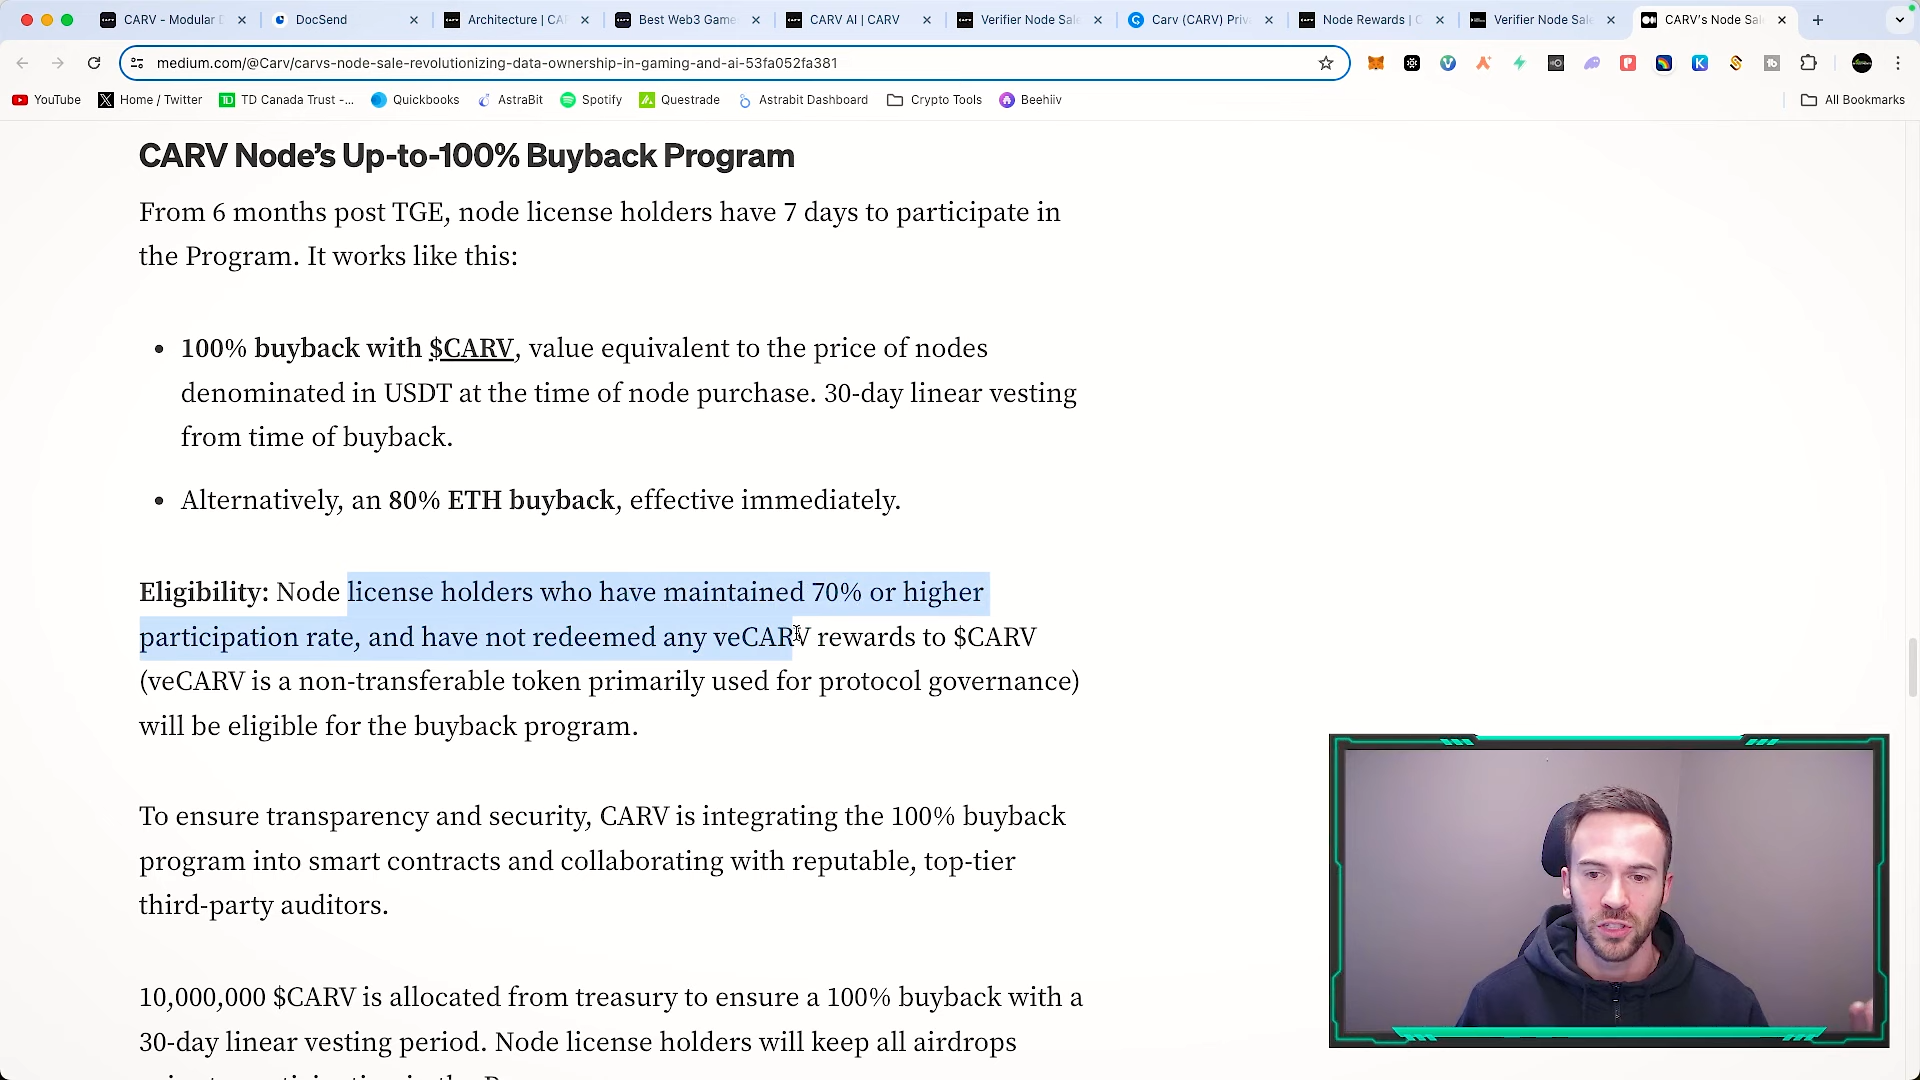 CARV - Modular D
DocSend
Architecture | CA
Best Web3 Game
CARV AI | CARV
Verifier Node Sal
Carv (CARV) Priv
Node Rewards | C
Verifier Node Sal
CARV's Node Sal
medium.com/@Carv/carvs-node-sale-revolutionizing-data-ownership-in-gaming-and-ai-53fa052fa381
YouTube
Home / Twitter
TD Canada Trust -...
Quickbooks
AstraBit
Spotify
Questrade
Astrabit Dashboard
Crypto Tools
Beehiiv
All Bookmarks
CARV Node’s Up-to-100% Buyback Program
From 6 months post TGE, node license holders have 7 days to participate in
the Program. It works like this:
• 100% buyback with $CARV, value equivalent to the price of nodes
denominated in USDT at the time of node purchase. 30-day linear vesting
from time of buyback.
• Alternatively, an 80% ETH buyback, effective immediately.
Eligibility: Node license holders who have maintained 70% or higher
participation rate, and have not redeemed any veCARV rewards to $CARV
(veCARV is a non-transferable token primarily used for protocol governance)
will be eligible for the buyback program.
To ensure transparency and security, CARV is integrating the 100% buyback
program into smart contracts and collaborating with reputable, top-tier
third-party auditors.
10,000,000 $CARV is allocated from treasury to ensure a 100% buyback with a
30-day linear vesting period. Node license holders will keep all airdrops